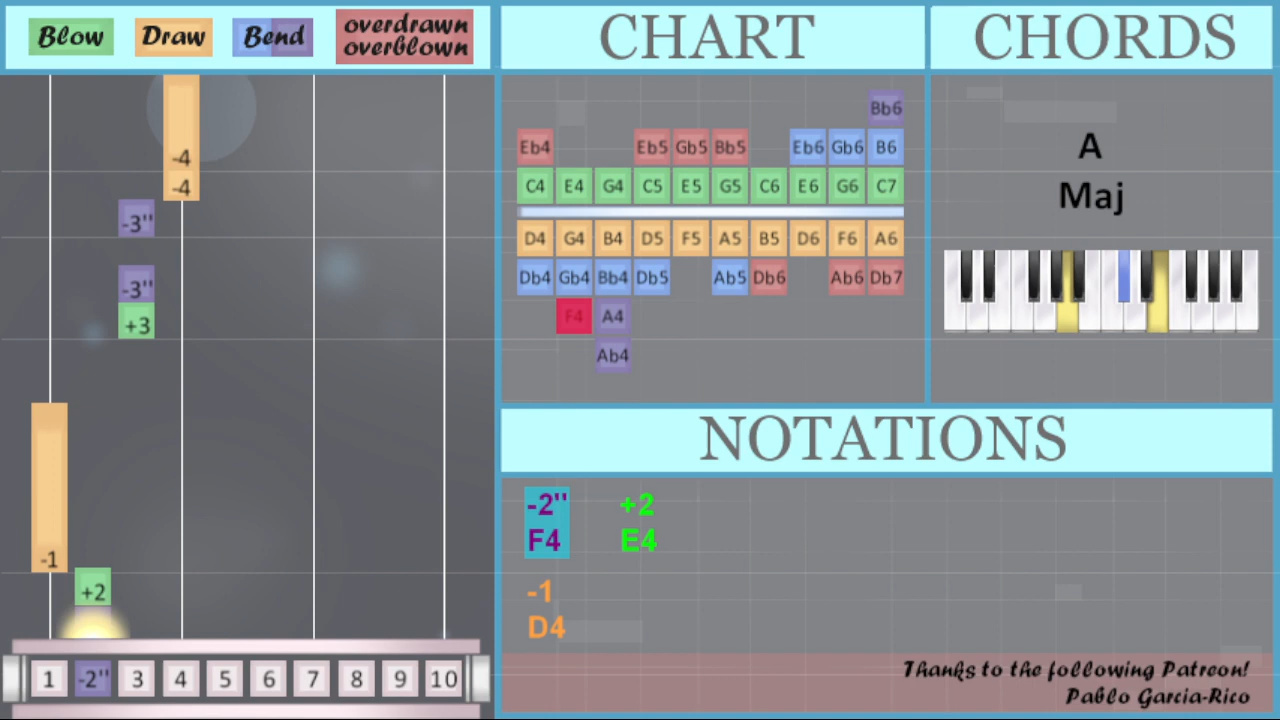 Blow Draw Bend overdrawn
overblown
CHART
CHORDS
-4
-4
-3''
-3''
+3
-1
+2
1 -2'' 3 4 5 6 7 8 9 10
Bb6
Eb4 Eb5 Gb5 Bb5 Eb6 Gb6 B6
C4 E4 G4 C5 E5 G5 C6 E6 G6 C7
D4 G4 B4 D5 F5 A5 B5 D6 F6 A6
Db4 Gb4 Bb4 Db5 Ab5 Db6 Ab6 Db7
F4 A4
Ab4
A
Maj
NOTATIONS
-2'' +2
F4 E4
-1
D4
Thanks to the following Patreon!
Pablo Garcia-Rico